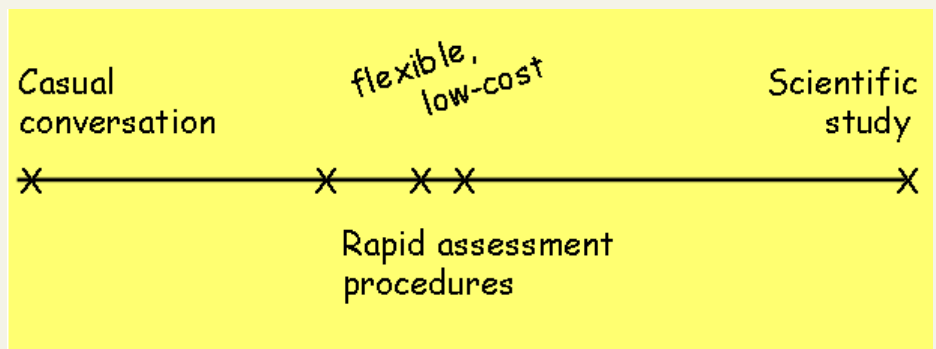 Casual
conversation
flexible,
low-cost
Scientific
study
X X X X X
Rapid assessment
procedures